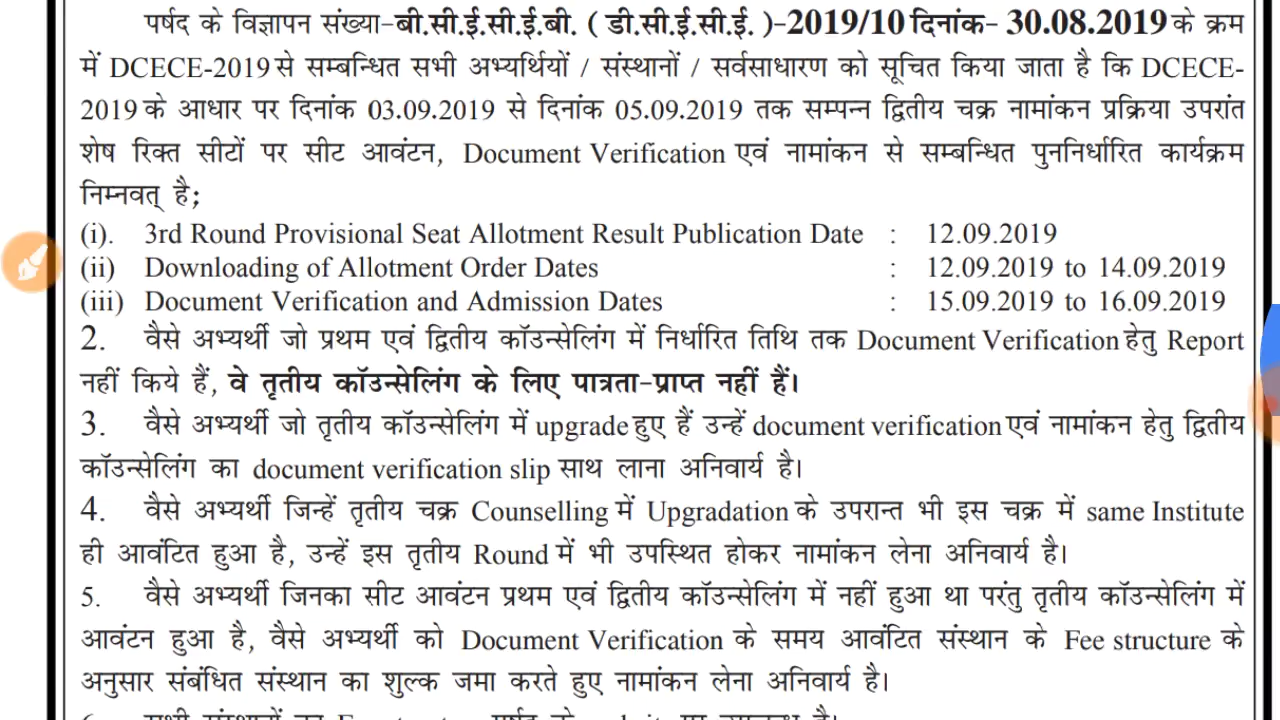 पर्षद के विज्ञापन संख्या-बी.सी.ई.सी.ई.बी. ( डी.सी.ई.सी.ई. )-2019/10 दिनांक- 30.08.2019 के क्रम
में DCECE-2019 से सम्बन्धित सभी अभ्यर्थियों / संस्थानों / सर्वसाधारण को सूचित किया जाता है कि DCECE-
2019 के आधार पर दिनांक 03.09.2019 से दिनांक 05.09.2019 तक सम्पन्न द्वितीय चक्र नामांकन प्रक्रिया उपरांत
शेष रिक्त सीटों पर सीट आवंटन, Document Verification एवं नामांकन से सम्बन्धित पुननिर्धारित कार्यक्रम
निम्नवत् है;
(i). 3rd Round Provisional Seat Allotment Result Publication Date : 12.09.2019
(ii) Downloading of Allotment Order Dates : 12.09.2019 to 14.09.2019
(iii) Document Verification and Admission Dates : 15.09.2019 to 16.09.2019
2. वैसे अभ्यर्थी जो प्रथम एवं द्वितीय कॉउन्सेलिंग में निर्धारित तिथि तक Document Verification हेतु Report
नहीं किये हैं, वे तृतीय कॉउन्सेलिंग के लिए पात्रता-प्राप्त नहीं हैं।
3. वैसे अभ्यर्थी जो तृतीय कॉउन्सेलिंग में upgrade हुए हैं उन्हें document verification एवं नामांकन हेतु द्वितीय
कॉउन्सेलिंग का document verification slip साथ लाना अनिवार्य है।
4. वैसे अभ्यर्थी जिन्हें तृतीय चक्र Counselling में Upgradation के उपरान्त भी इस चक्र में same Institute
ही आवंटित हुआ है, उन्हें इस तृतीय Round में भी उपस्थित होकर नामांकन लेना अनिवार्य है।
5. वैसे अभ्यर्थी जिनका सीट आवंटन प्रथम एवं द्वितीय कॉउन्सेलिंग में नहीं हुआ था परंतु तृतीय कॉउन्सेलिंग में
आवंटन हुआ है, वैसे अभ्यर्थी को Document Verification के समय आवंटित संस्थान के Fee structure के
अनुसार संबंधित संस्थान का शुल्क जमा करते हुए नामांकन लेना अनिवार्य है।